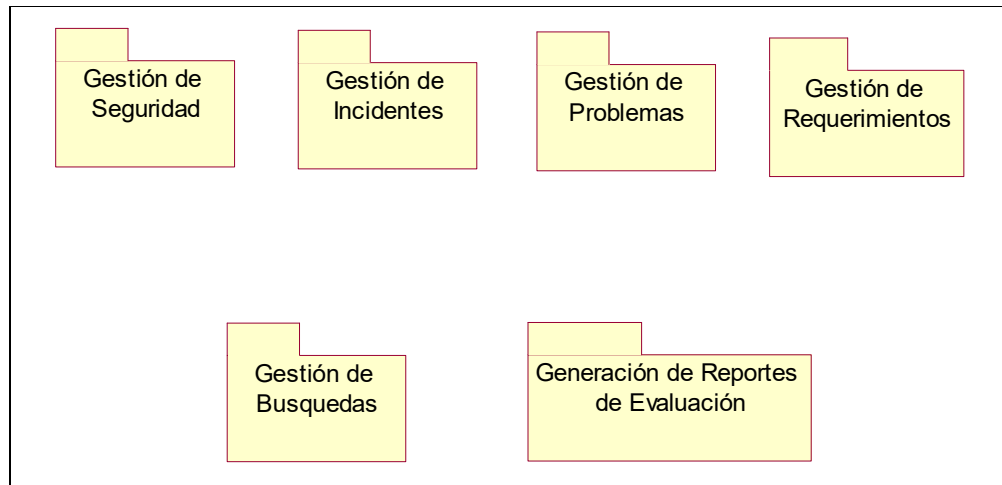 Gestión de
Seguridad
Gestión de
Incidentes
Gestión de
Problemas
Gestión de
Requerimientos
Gestión de
Busquedas
Generación de Reportes
de Evaluación